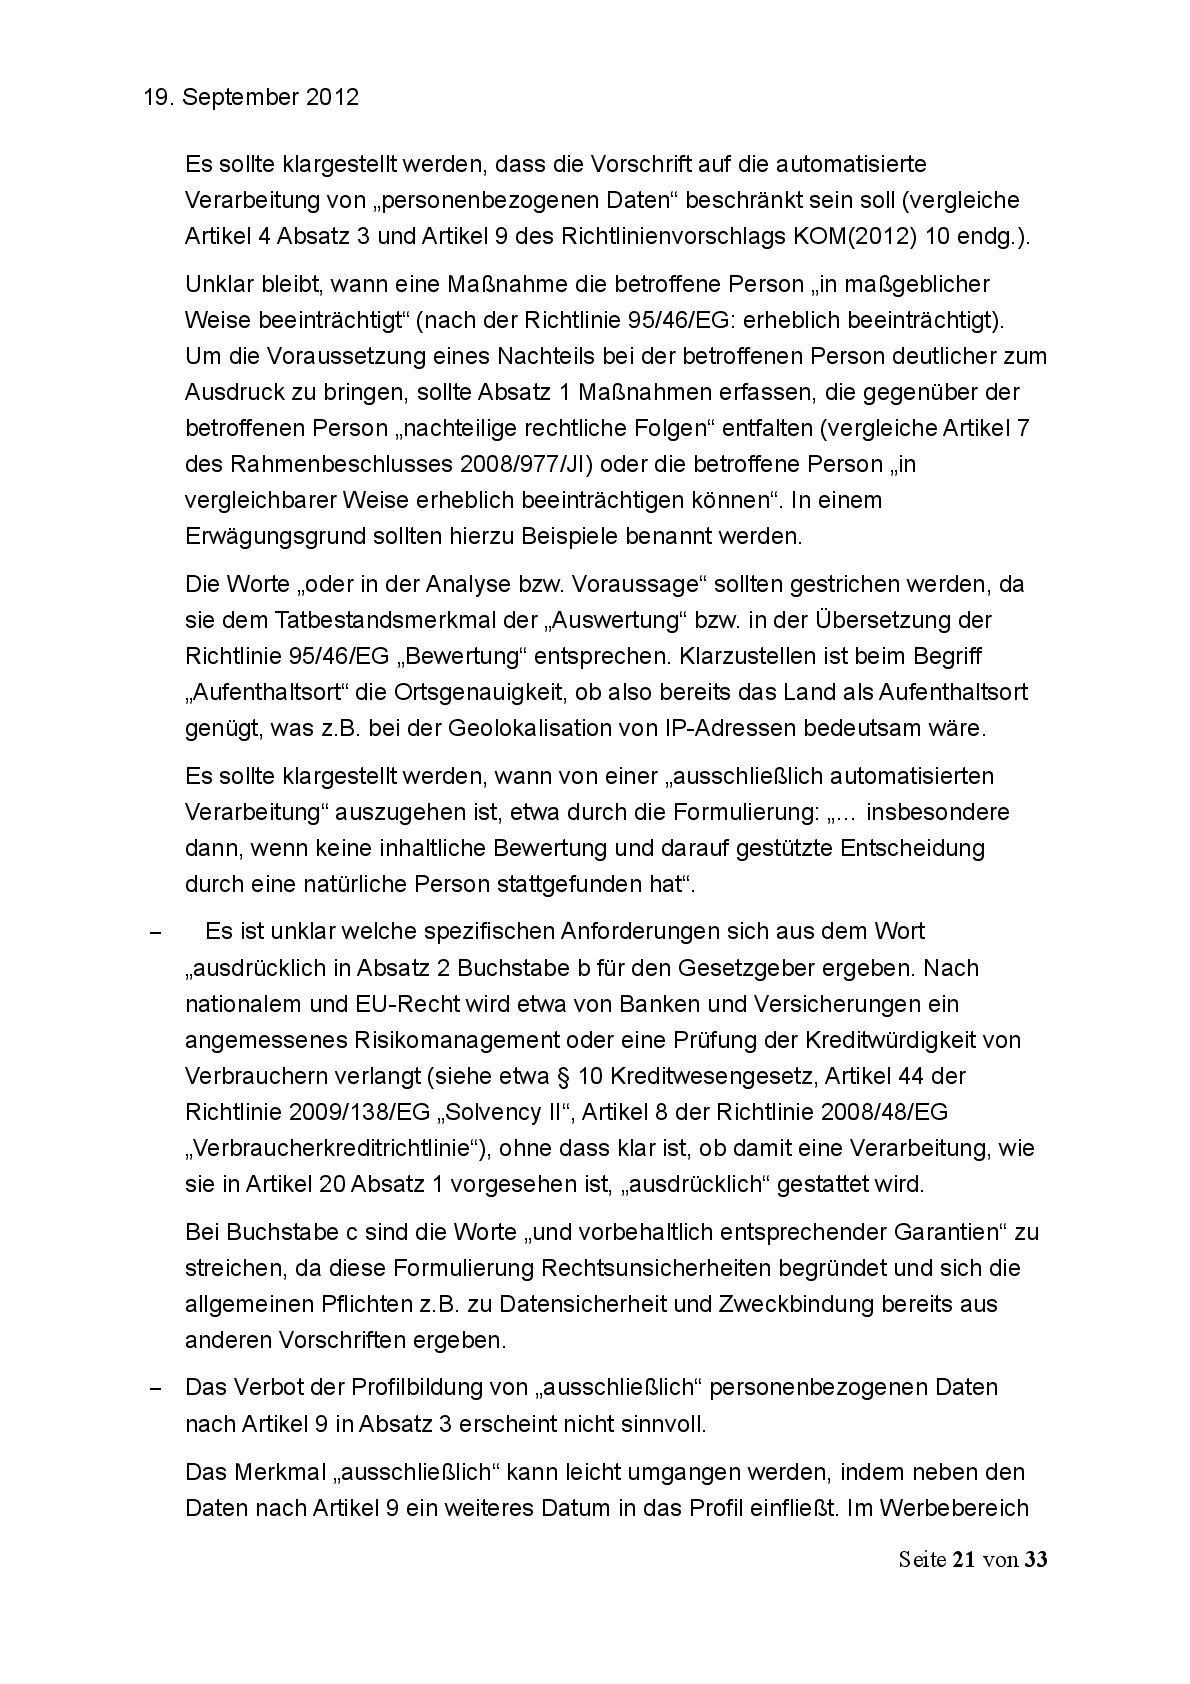 19. September 2012
Es sollte klargestellt werden, dass die Vorschrift auf die automatisierte
Verarbeitung von „personenbezogenen Daten“ beschränkt sein soll (vergleiche
Artikel 4 Absatz 3 und Artikel 9 des Richtlinienvorschlags KOM(2012) 10 endg.).
Unklar bleibt, wann eine Maßnahme die betroffene Person „in maßgeblicher
Weise beeinträchtigt“ (nach der Richtlinie 95/46/EG: erheblich beeinträchtigt).
Um die Voraussetzung eines Nachteils bei der betroffenen Person deutlicher zum
Ausdruck zu bringen, sollte Absatz 1 Maßnahmen erfassen, die gegenüber der
betroffenen Person „nachteilige rechtliche Folgen“ entfalten (vergleiche Artikel 7
des Rahmenbeschlusses 2008/977/JI) oder die betroffene Person „in
vergleichbarer Weise erheblich beeinträchtigen können“. In einem
Erwägungsgrund sollten hierzu Beispiele benannt werden.
Die Worte „oder in der Analyse bzw. Voraussage“ sollten gestrichen werden, da
sie dem Tatbestandsmerkmal der „Auswertung“ bzw. in der Übersetzung der
Richtlinie 95/46/EG „Bewertung“ entsprechen. Klarzustellen ist beim Begriff
„Aufenthaltsort“ die Ortsgenauigkeit, ob also bereits das Land als Aufenthaltsort
genügt, was z.B. bei der Geolokalisation von IP-Adressen bedeutsam wäre.
Es sollte klargestellt werden, wann von einer „ausschließlich automatisierten
Verarbeitung“ auszugehen ist, etwa durch die Formulierung: „… insbesondere
dann, wenn keine inhaltliche Bewertung und darauf gestützte Entscheidung
durch eine natürliche Person stattgefunden hat“.
– Es ist unklar welche spezifischen Anforderungen sich aus dem Wort
„ausdrücklich in Absatz 2 Buchstabe b für den Gesetzgeber ergeben. Nach
nationalem und EU-Recht wird etwa von Banken und Versicherungen ein
angemessenes Risikomanagement oder eine Prüfung der Kreditwürdigkeit von
Verbrauchern verlangt (siehe etwa § 10 Kreditwesengesetz, Artikel 44 der
Richtlinie 2009/138/EG „Solvency II“, Artikel 8 der Richtlinie 2008/48/EG
„Verbraucherkreditrichtlinie“), ohne dass klar ist, ob damit eine Verarbeitung, wie
sie in Artikel 20 Absatz 1 vorgesehen ist, „ausdrücklich“ gestattet wird.
Bei Buchstabe c sind die Worte „und vorbehaltlich entsprechender Garantien“ zu
streichen, da diese Formulierung Rechtsunsicherheiten begründet und sich die
allgemeinen Pflichten z.B. zu Datensicherheit und Zweckbindung bereits aus
anderen Vorschriften ergeben.
– Das Verbot der Profilbildung von „ausschließlich“ personenbezogenen Daten
nach Artikel 9 in Absatz 3 erscheint nicht sinnvoll.
Das Merkmal „ausschließlich“ kann leicht umgangen werden, indem neben den
Daten nach Artikel 9 ein weiteres Datum in das Profil einfließt. Im Werbebereich
Seite 21 von 33